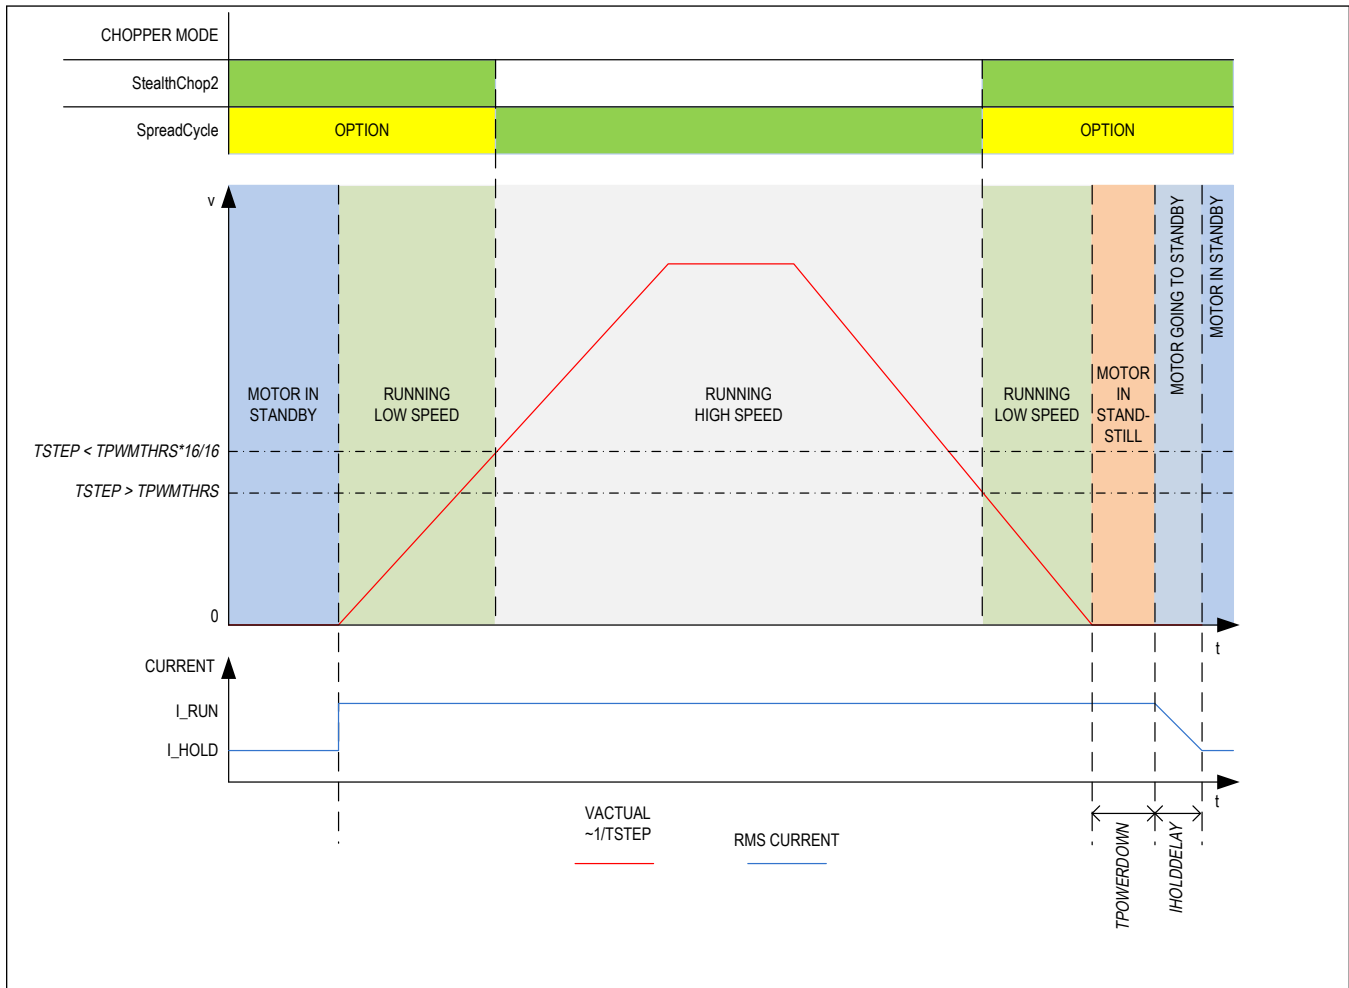 CHOPPER MODE
StealthChop2
SpreadCycle
OPTION
OPTION
v
MOTOR IN
STANDBY
RUNNING
LOW SPEED
RUNNING
HIGH SPEED
RUNNING
LOW SPEED
MOTOR
IN
STAND-
STILL
MOTOR GOING TO STANDBY
MOTOR IN STANDBY
TSTEP < TPWMTHRS*16/16
TSTEP > TPWMTHRS
0
t
CURRENT
I_RUN
I_HOLD
t
VACTUAL
~1/TSTEP
RMS CURRENT
TPOWERDOWN
IHOLDDELAY